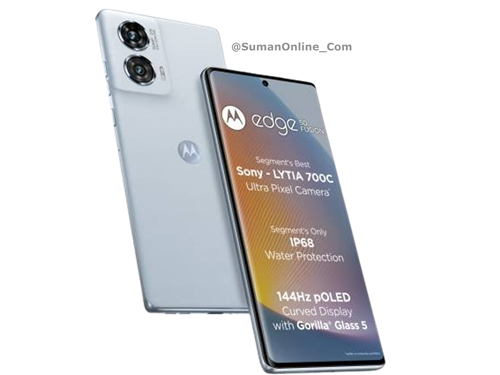 @SumanOnline_Com
edge 50 FUSION
Segment's Best
Sony - LYTIA 700C
Ultra Pixel Camera*
Segment's Only
IP68
Water Protection
144Hz pOLED
Curved Display
with Gorilla® Glass 5